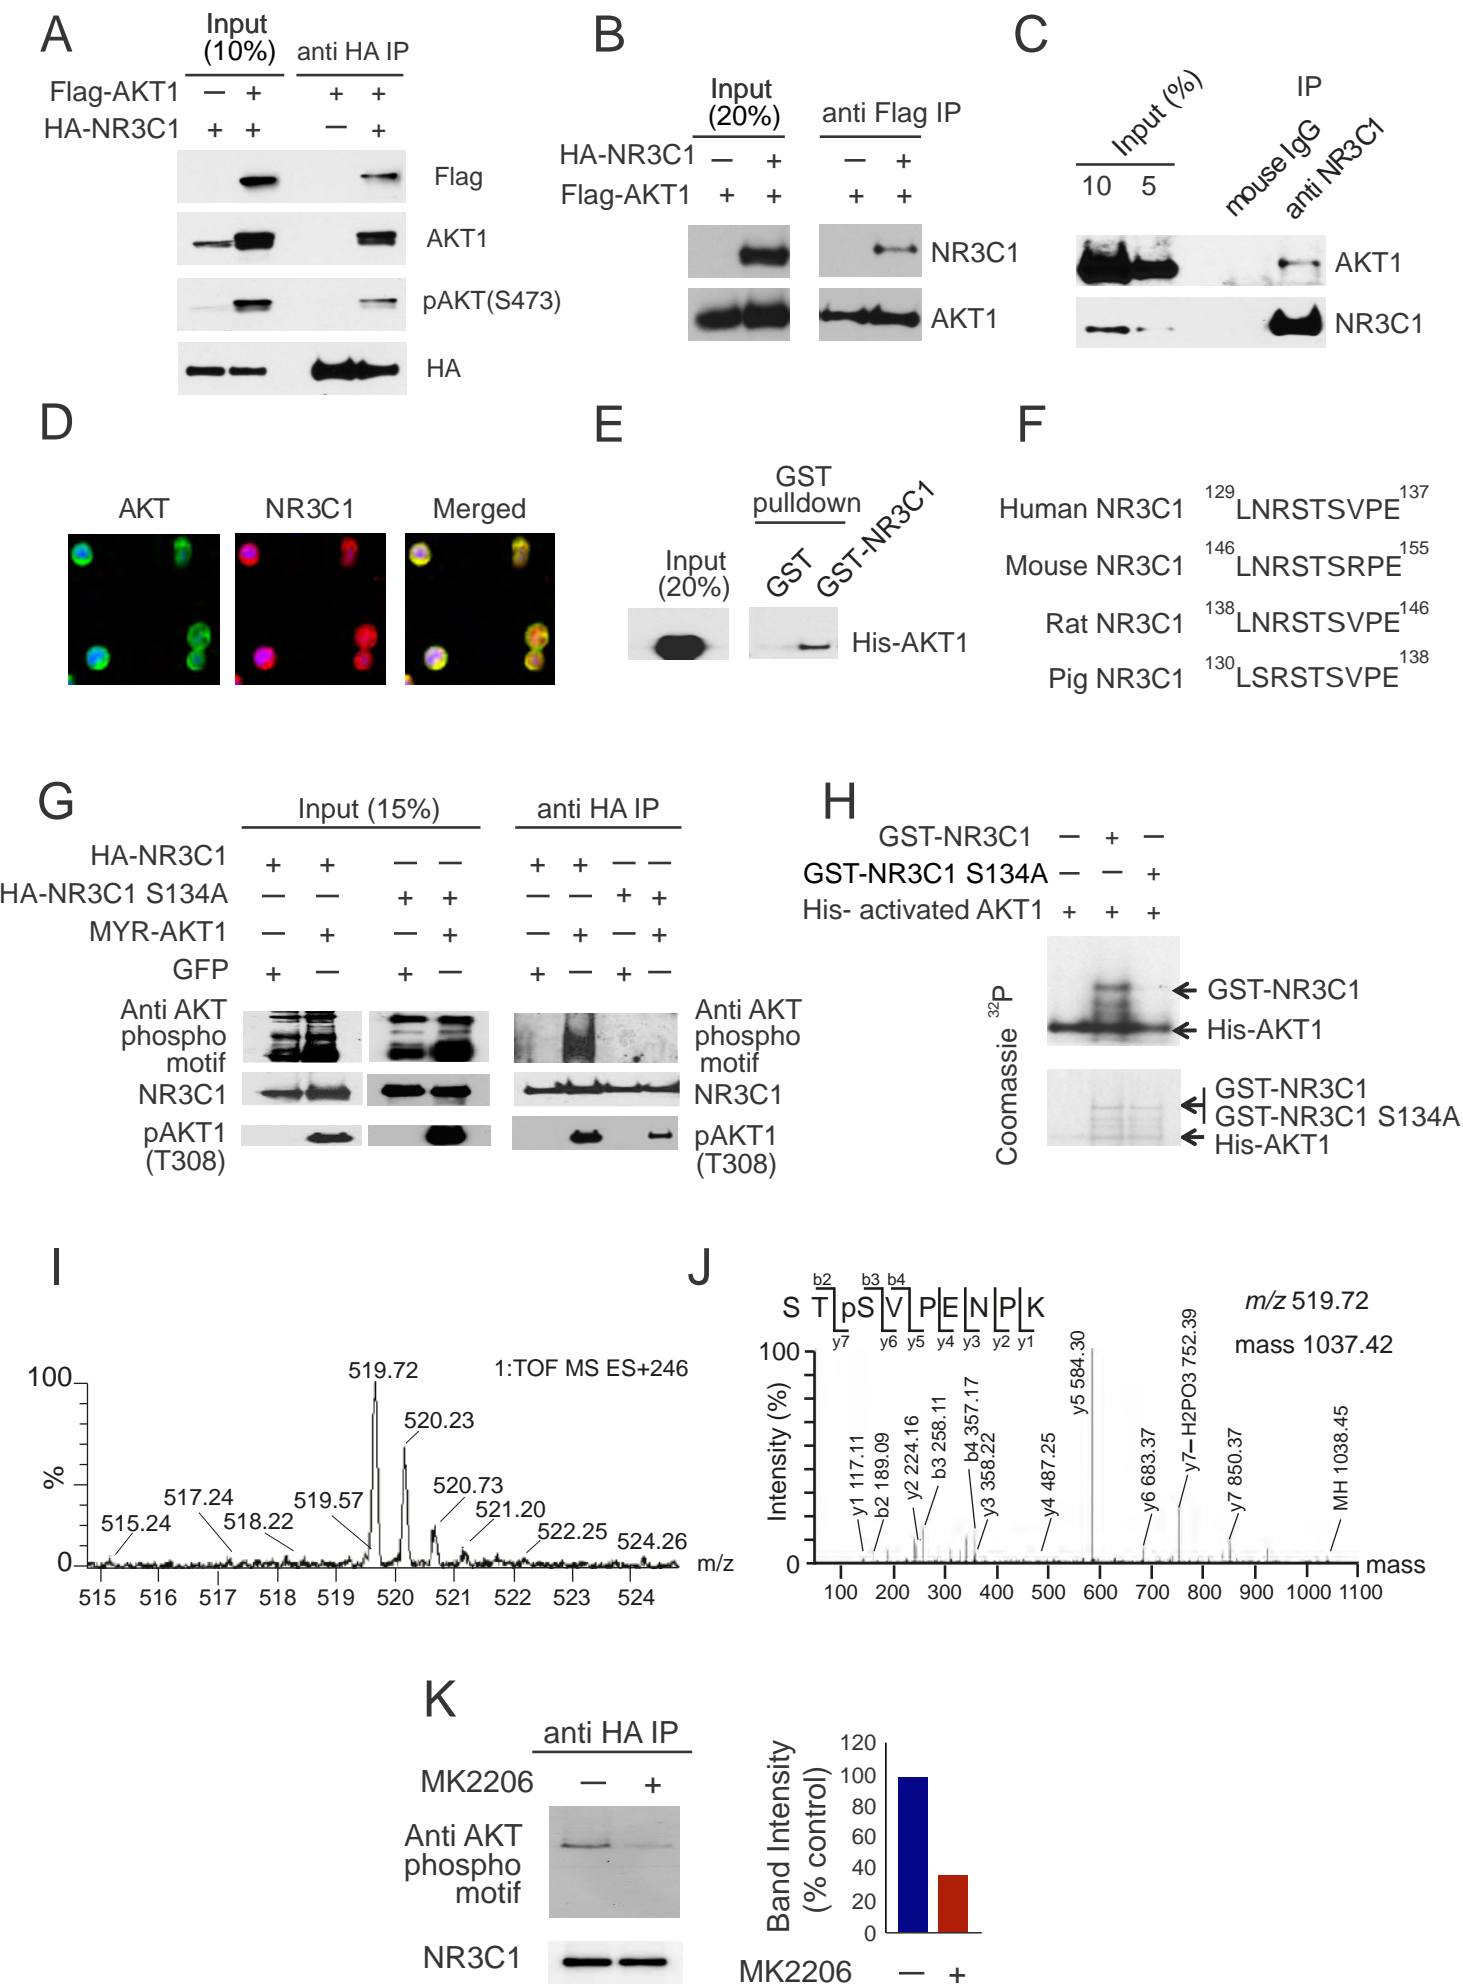 A
Input
(10%)
anti HA IP
Flag-AKT1 — + + +
HA-NR3C1 + + — +
Flag
AKT1
pAKT(S473)
HA
B
Input
(20%)
anti Flag IP
HA-NR3C1 — + — +
Flag-AKT1 + + + +
NR3C1
AKT1
C
Input (%)
IP
10 5
mouse IgG
anti NR3C1
AKT1
NR3C1
D
AKT NR3C1 Merged
E
GST
pulldown
Input
(20%)
GST
GST-NR3C1
His-AKT1
F
Human NR3C1 129LNRSTSVPE137
Mouse NR3C1 146LNRSTSRPE155
Rat NR3C1 138LNRSTSVPE146
Pig NR3C1 130LSRSTSVPE138
G
Input (15%) anti HA IP
HA-NR3C1 + + — — + + — —
HA-NR3C1 S134A — — + + — — + +
MYR-AKT1 — + — + — + — +
GFP + — + — + — + —
Anti AKT
phospho
motif
NR3C1
pAKT1
(T308)
Anti AKT
phospho
motif
NR3C1
pAKT1
(T308)
H
GST-NR3C1 — + —
GST-NR3C1 S134A — — +
His- activated AKT1 + + +
32P
GST-NR3C1
His-AKT1
Coomassie
GST-NR3C1
GST-NR3C1 S134A
His-AKT1
I
1:TOF MS ES+246
100
%
0
515.24
517.24
518.22
519.57
519.72
520.23
520.73
521.20
522.25
524.26
m/z
515 516 517 518 519 520 521 522 523 524
J
b2 b3 b4
S T pS V P E N P K
y7 y6 y5 y4 y3 y2 y1
m/z 519.72
mass 1037.42
100
Intensity (%)
0
y1 117.11
b2 189.09
y2 224.16
b3 258.11
b4 357.17
y3 358.22
y4 487.25
y5 584.30
y6 683.37
y7–H2PO3 752.39
y7 850.37
MH 1038.45
mass
100 200 300 400 500 600 700 800 900 1000 1100
K
anti HA IP
MK2206 — +
Anti AKT
phospho
motif
NR3C1
Band Intensity
(% control)
120
100
80
60
40
20
0
MK2206 — +